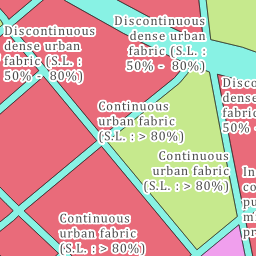 Discontinuous
dense urban
fabric (S.L. :
50% -  80%)
Discontinuous
dense urban
fabric (S.L. :
50% -  80%)
Continuous
urban fabric
(S.L. : > 80%)
Continuous
urban fabric
(S.L. : > 80%)
Continuous
urban fabric
(S.L. : > 80%)
Disco
dense
fabric
50% -
In
co
pu
m
pr